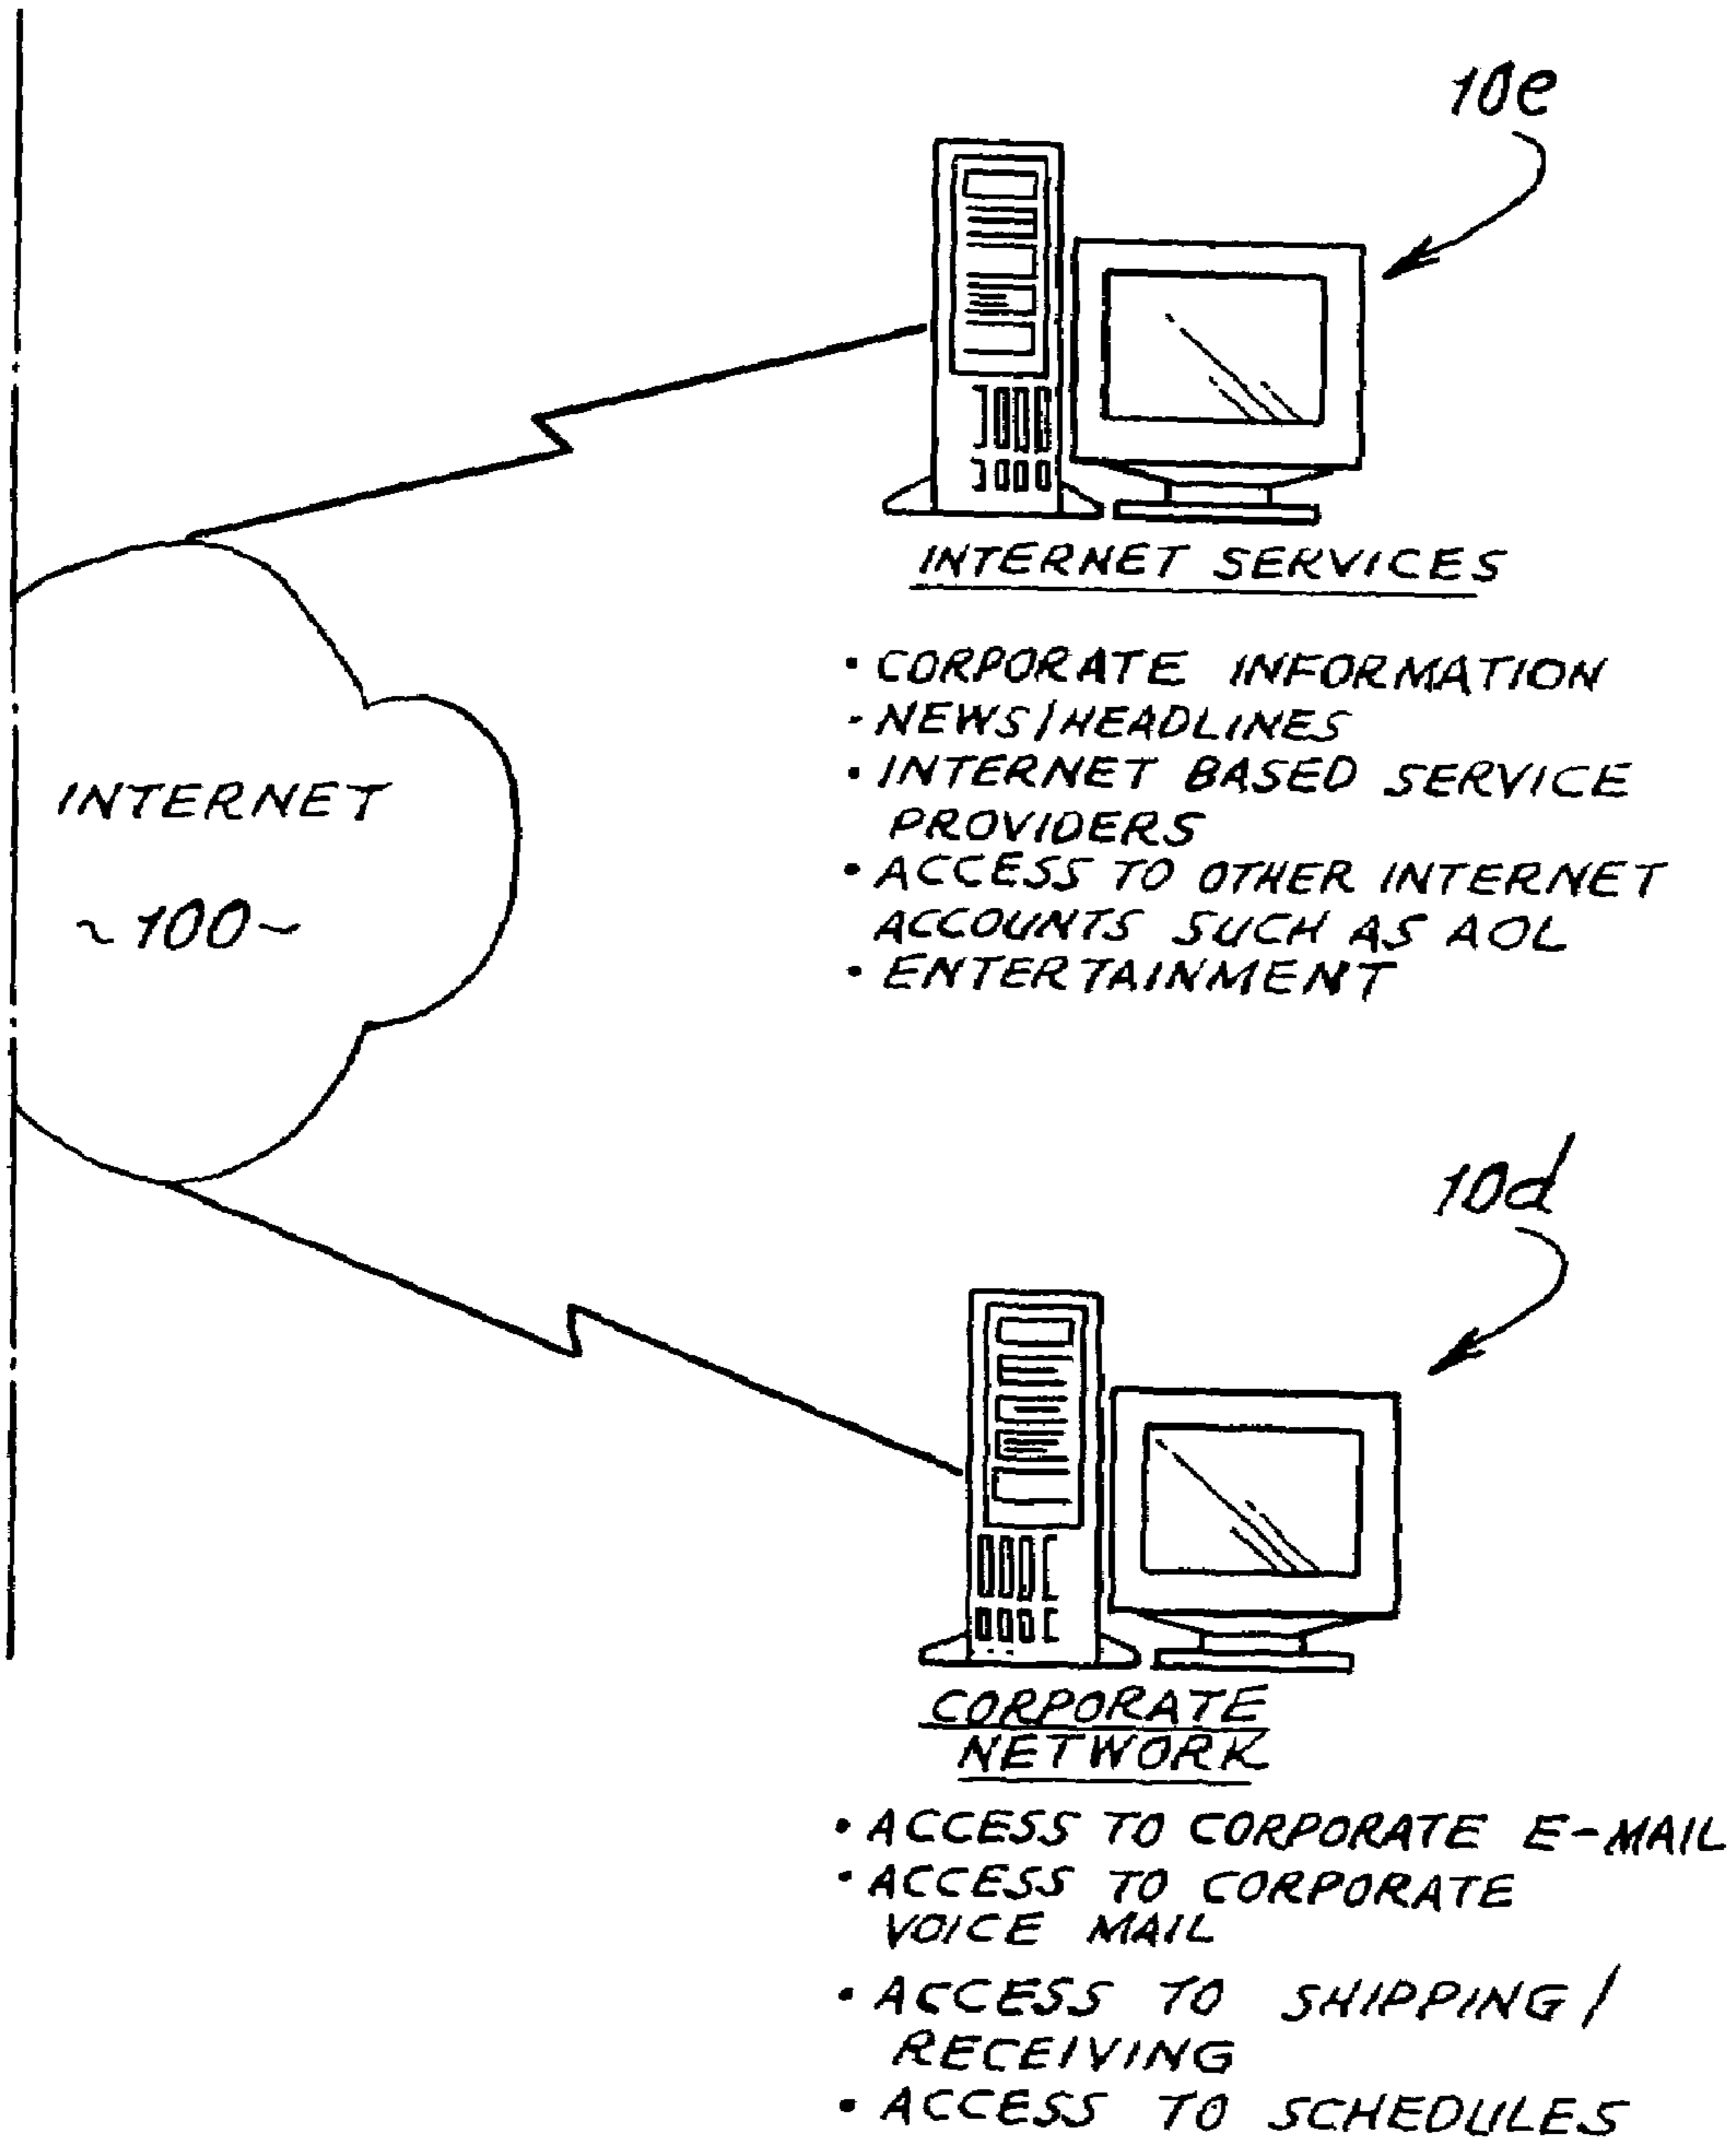 10e
INTERNET SERVICES
• CORPORATE INFORMATION
- NEWS/HEADLINES
• INTERNET BASED SERVICE
PROVIDERS
• ACCESS TO OTHER INTERNET
ACCOUNTS SUCH AS AOL
• ENTERTAINMENT
INTERNET
~100~
10d
CORPORATE
NETWORK
• ACCESS TO CORPORATE E-MAIL
• ACCESS TO CORPORATE
VOICE MAIL
• ACCESS TO SHIPPING/
RECEIVING
• ACCESS TO SCHEDULES